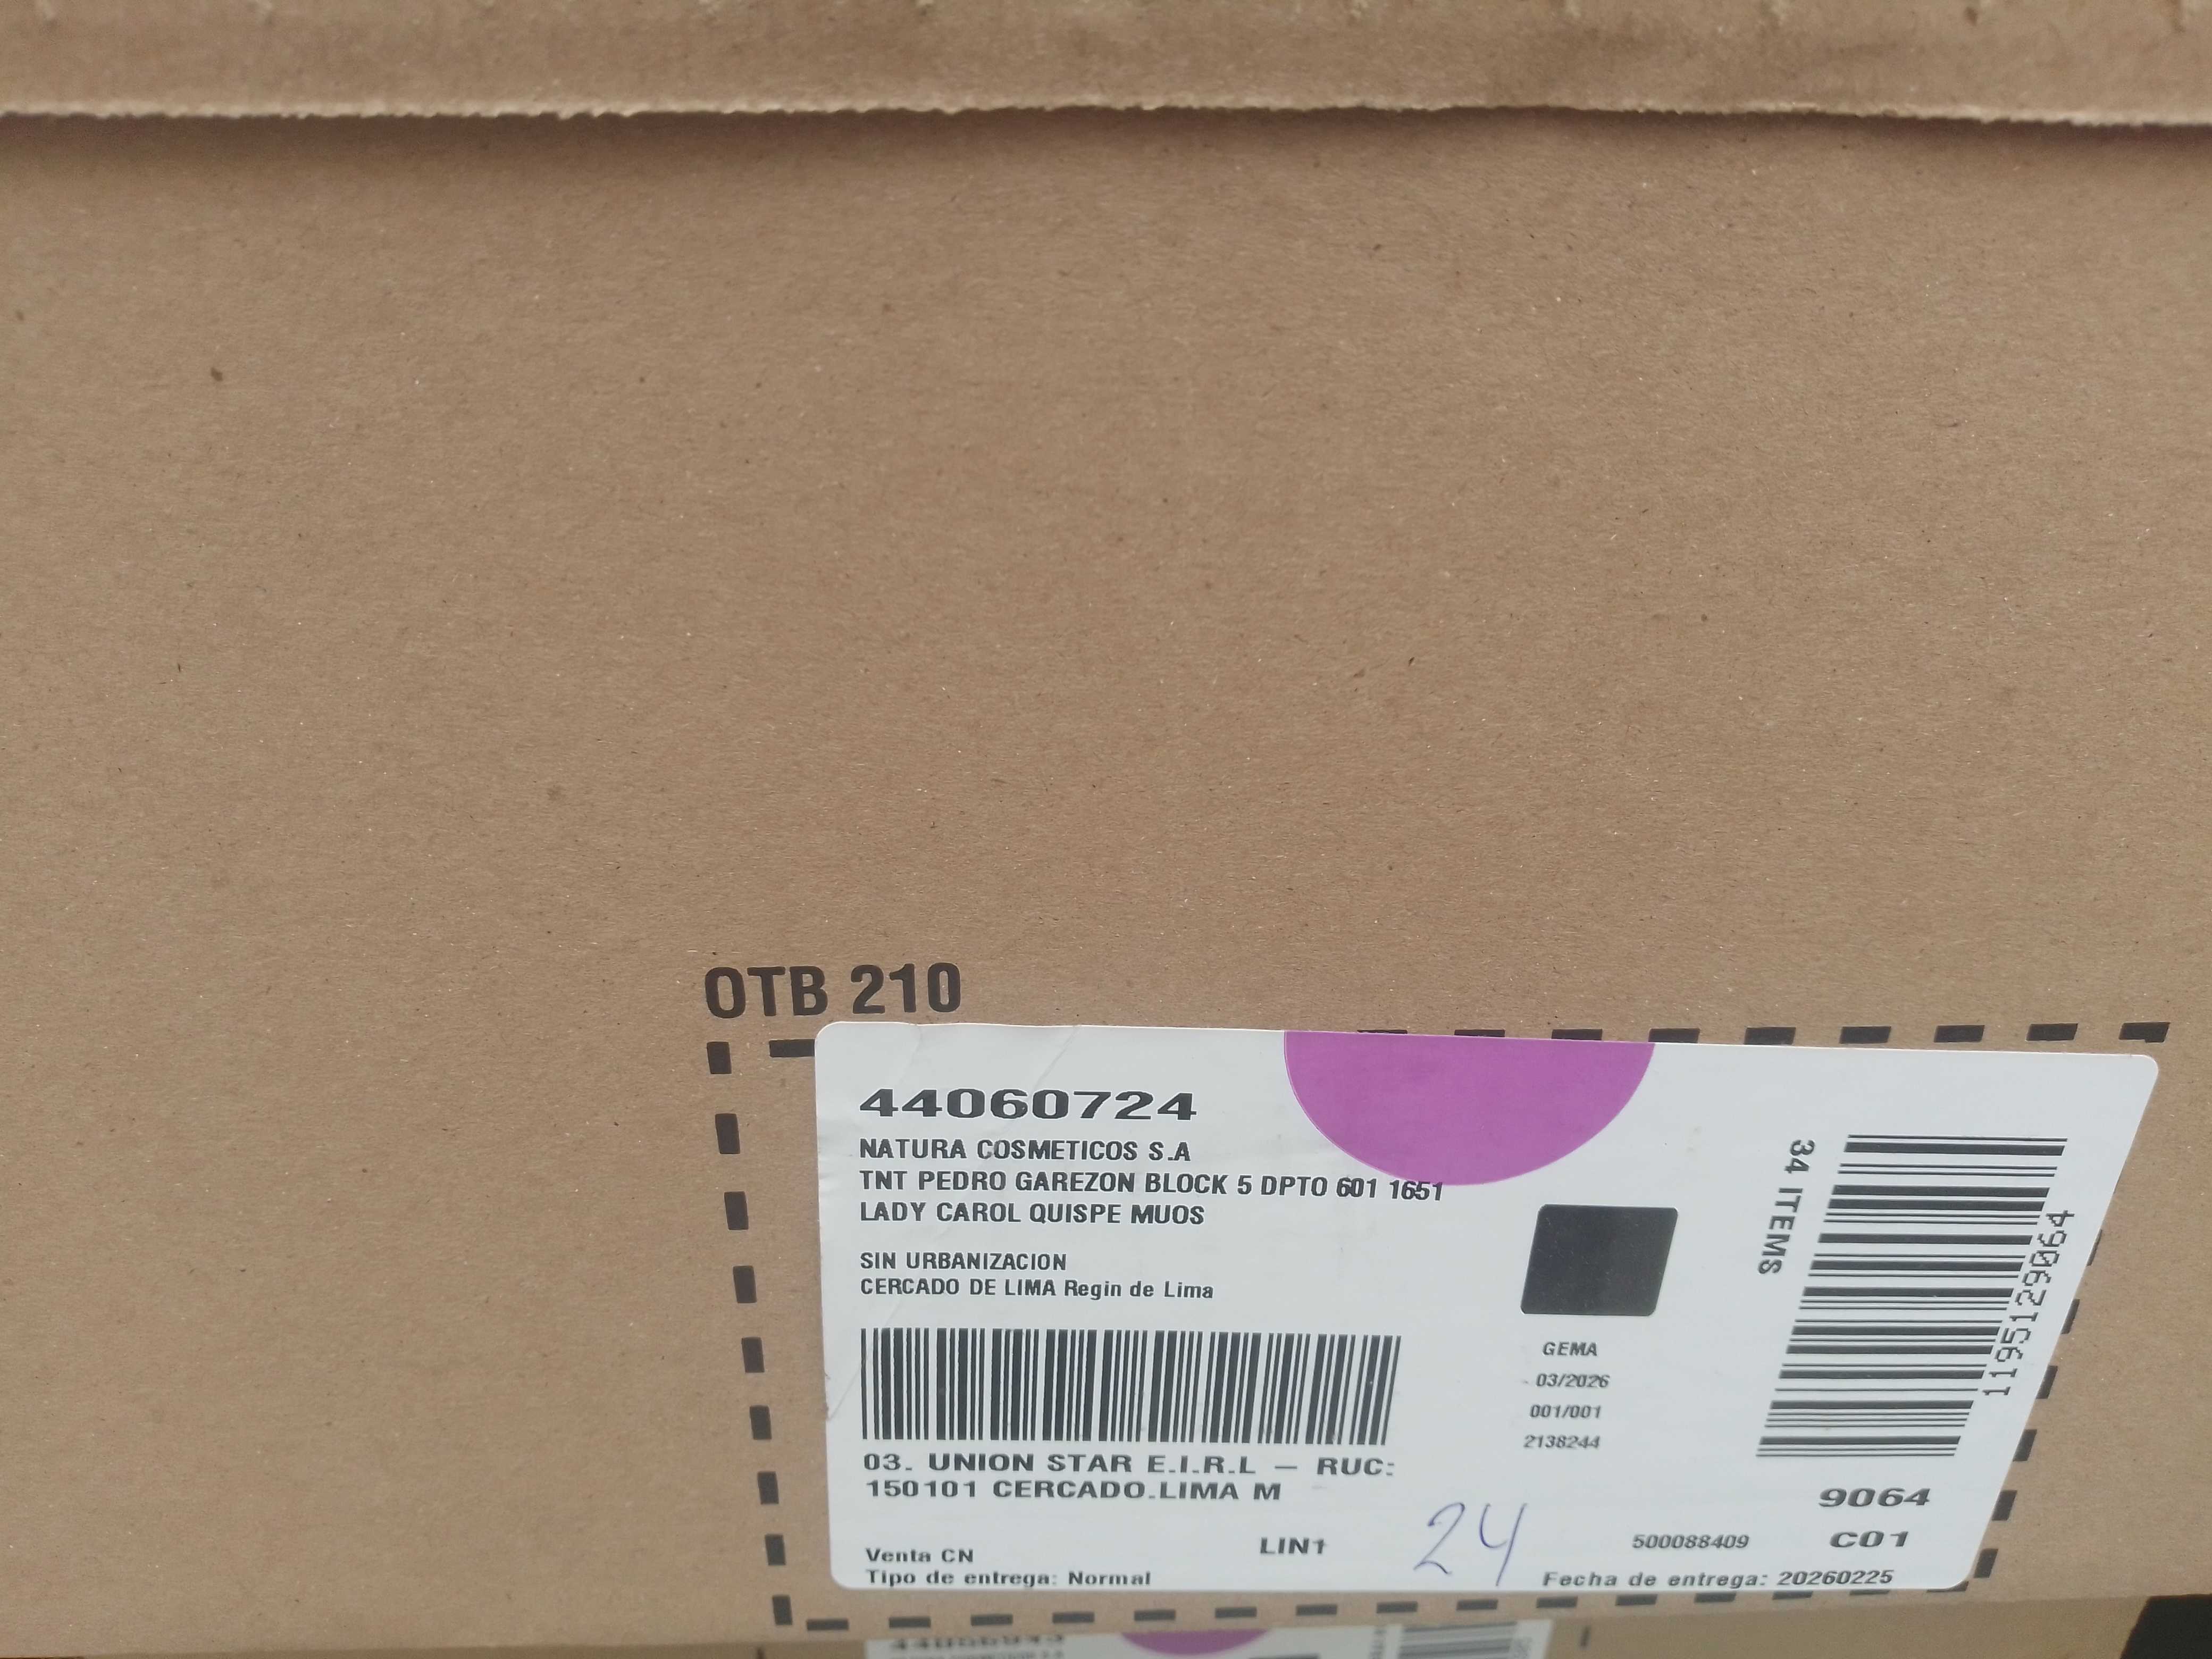 OTB 210
44060724
NATURA COSMETICOS S.A
TNT PEDRO GAREZON BLOCK 5 DPTO 601 1651
LADY CAROL QUISPE MUOS
SIN URBANIZACION
CERCADO DE LIMA Regin de Lima
03. UNION STAR E.I.R.L – RUC:
150101 CERCADO.LIMA M
Venta CN
Tipo de entrega: Normal
LIN1
24
GEMA
03/2026
001/001
2138244
34 ITEMS
1195129064
9064
500088409
C01
Fecha de entrega: 20260225